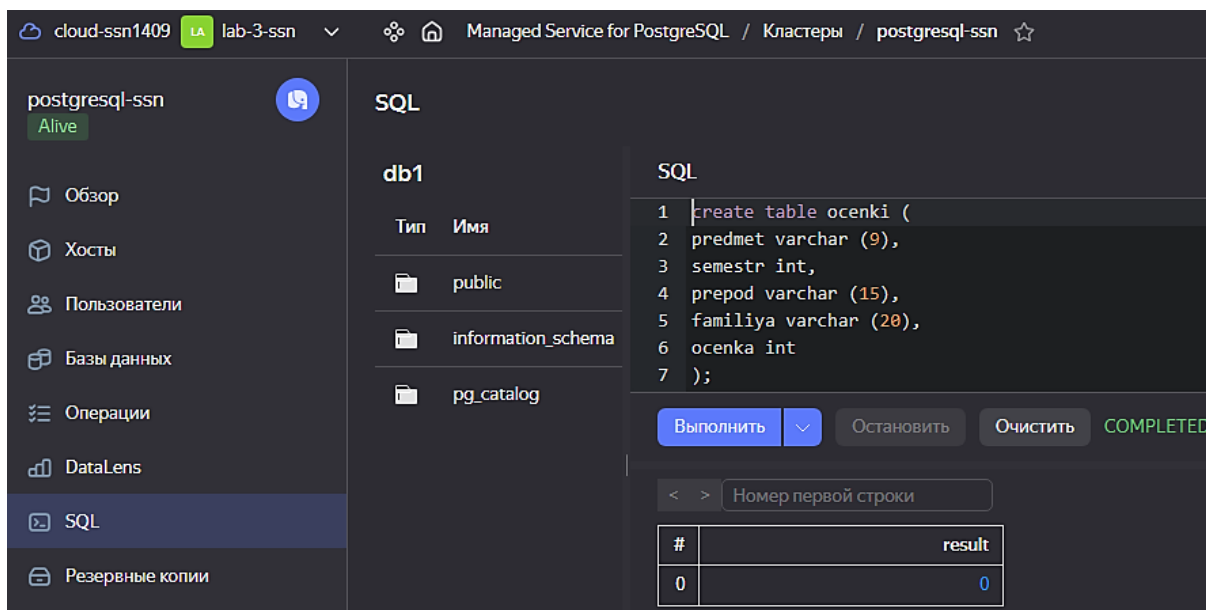 cloud-ssn1409 LA lab-3-ssn Managed Service for PostgreSQL / Кластеры / postgresql-ssn
postgresql-ssn
Alive
Обзор
Хосты
Пользователи
Базы данных
Операции
DataLens
SQL
Резервные копии
SQL
db1
Тип Имя
public
information_schema
pg_catalog
SQL
1 create table ocenki (
2 predmet varchar (9),
3 semestr int,
4 prepod varchar (15),
5 familiya varchar (20),
6 ocenka int
7 );
Выполнить Остановить Очистить COMPLETED
< > Номер первой строки
# result
0 0